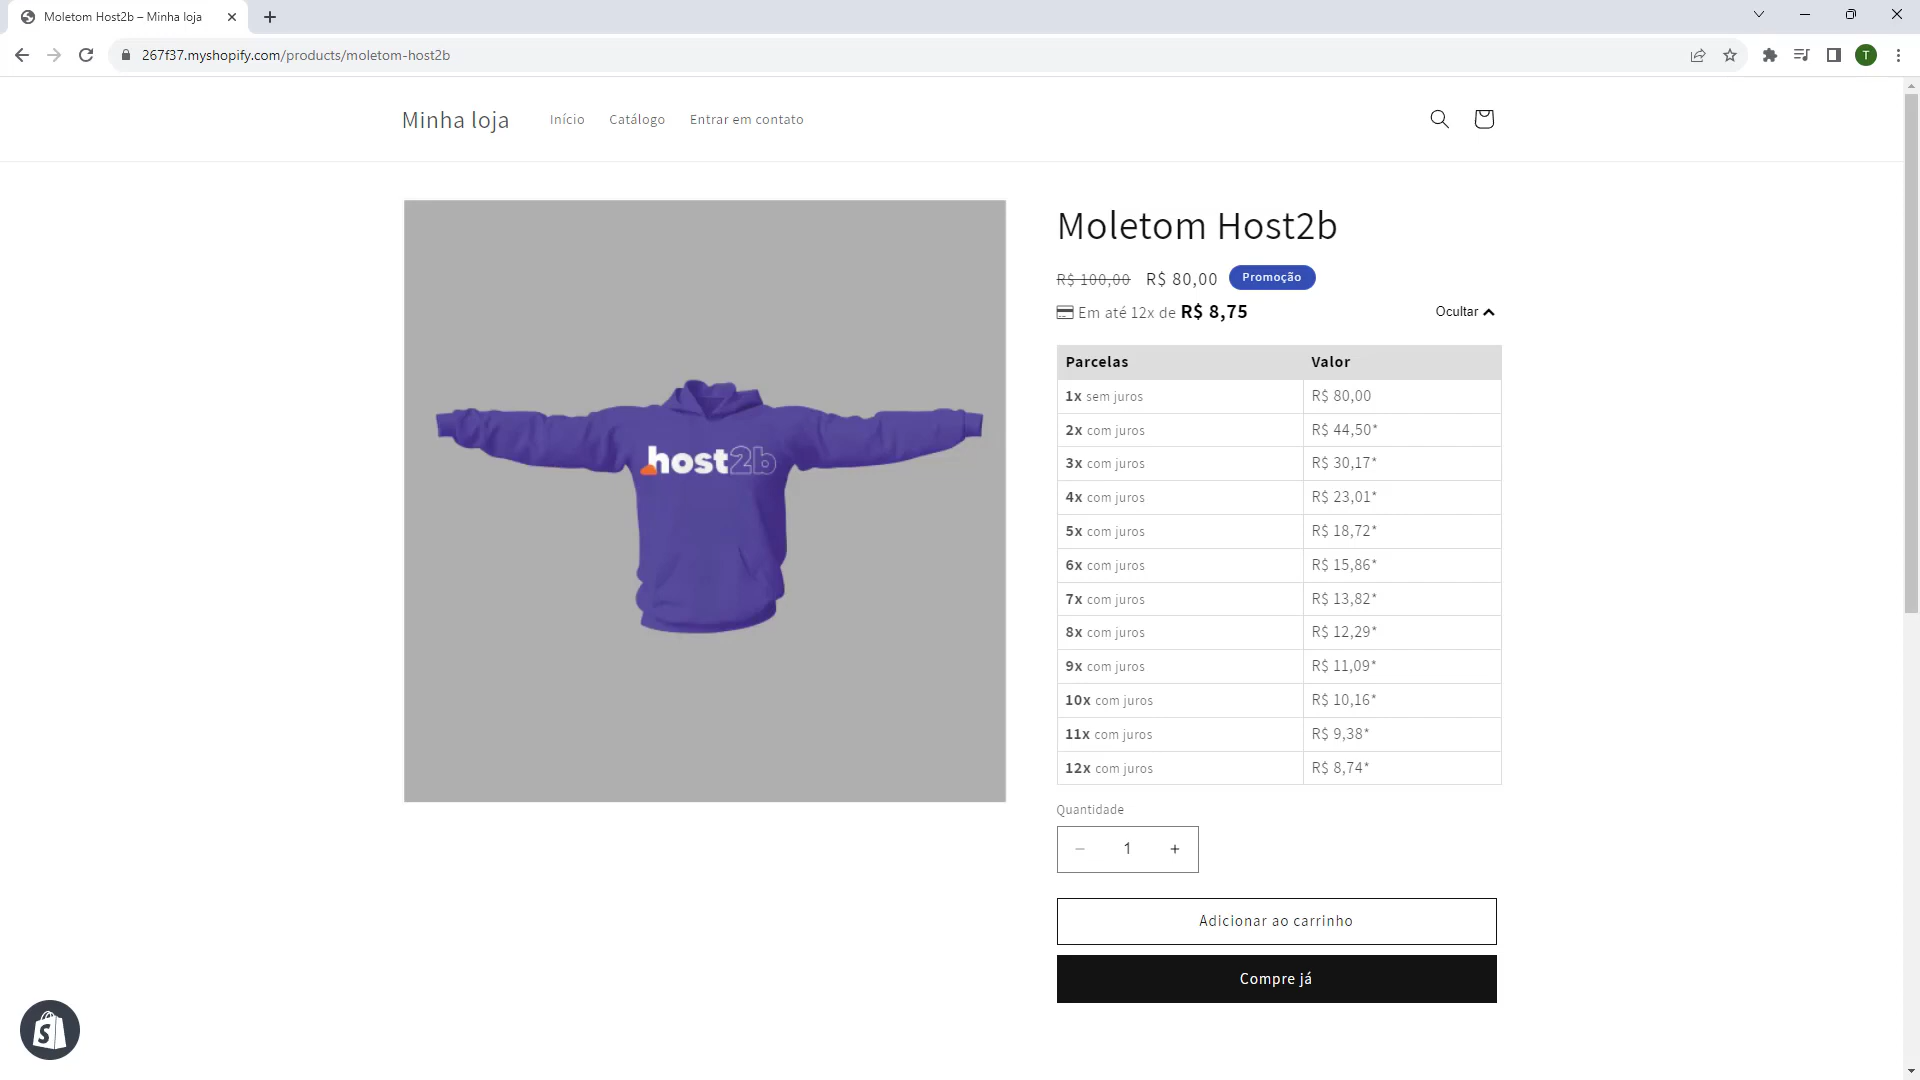 Moletom Host2b – Minha loja
267f37.myshopify.com/products/moletom-host2b
T
Minha loja
Início
Catálogo
Entrar em contato
.host2b
Moletom Host2b
R$ 100,00 R$ 80,00 Promoção
Em até 12x de R$ 8,75
Ocultar
Parcelas Valor
1x sem juros R$ 80,00
2x com juros R$ 44,50*
3x com juros R$ 30,17*
4x com juros R$ 23,01*
5x com juros R$ 18,72*
6x com juros R$ 15,86*
7x com juros R$ 13,82*
8x com juros R$ 12,29*
9x com juros R$ 11,09*
10x com juros R$ 10,16*
11x com juros R$ 9,38*
12x com juros R$ 8,74*
Quantidade
− 1 +
Adicionar ao carrinho
Compre já